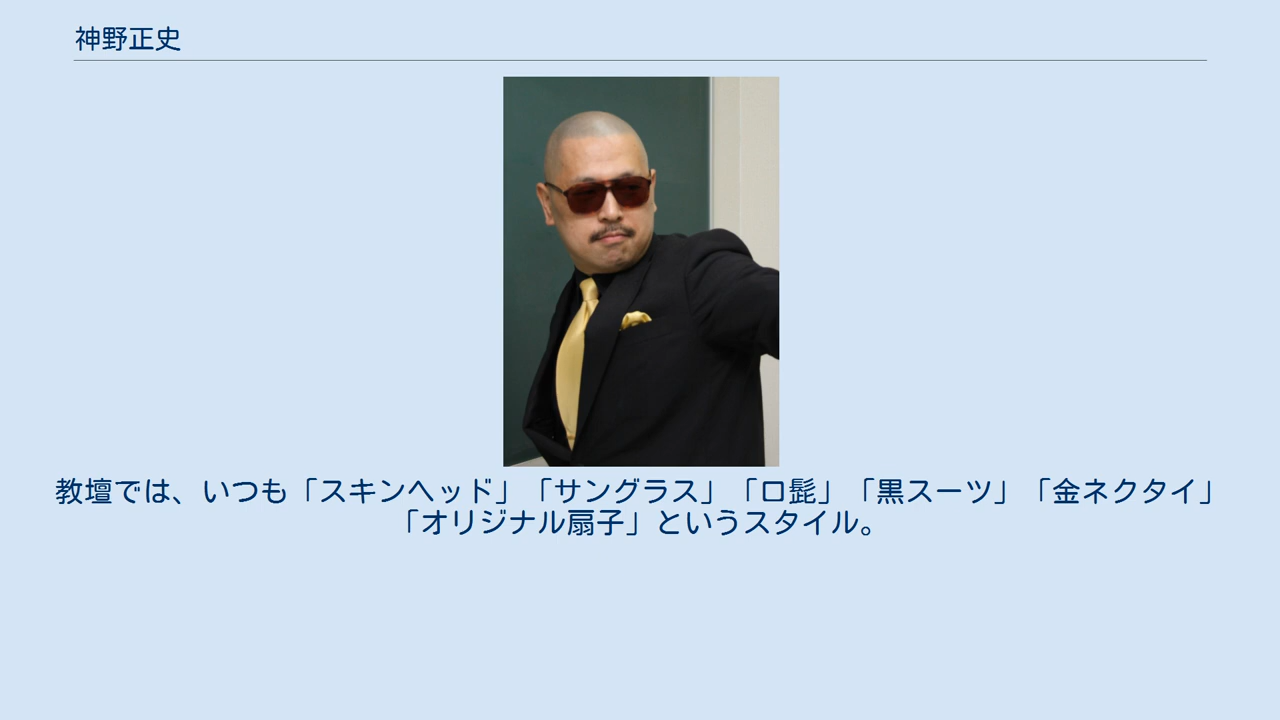 神野正史
教壇では、いつも「スキンヘッド」「サングラス」「口髭」「黒スーツ」「金ネクタイ」
「オリジナル扇子」というスタイル。